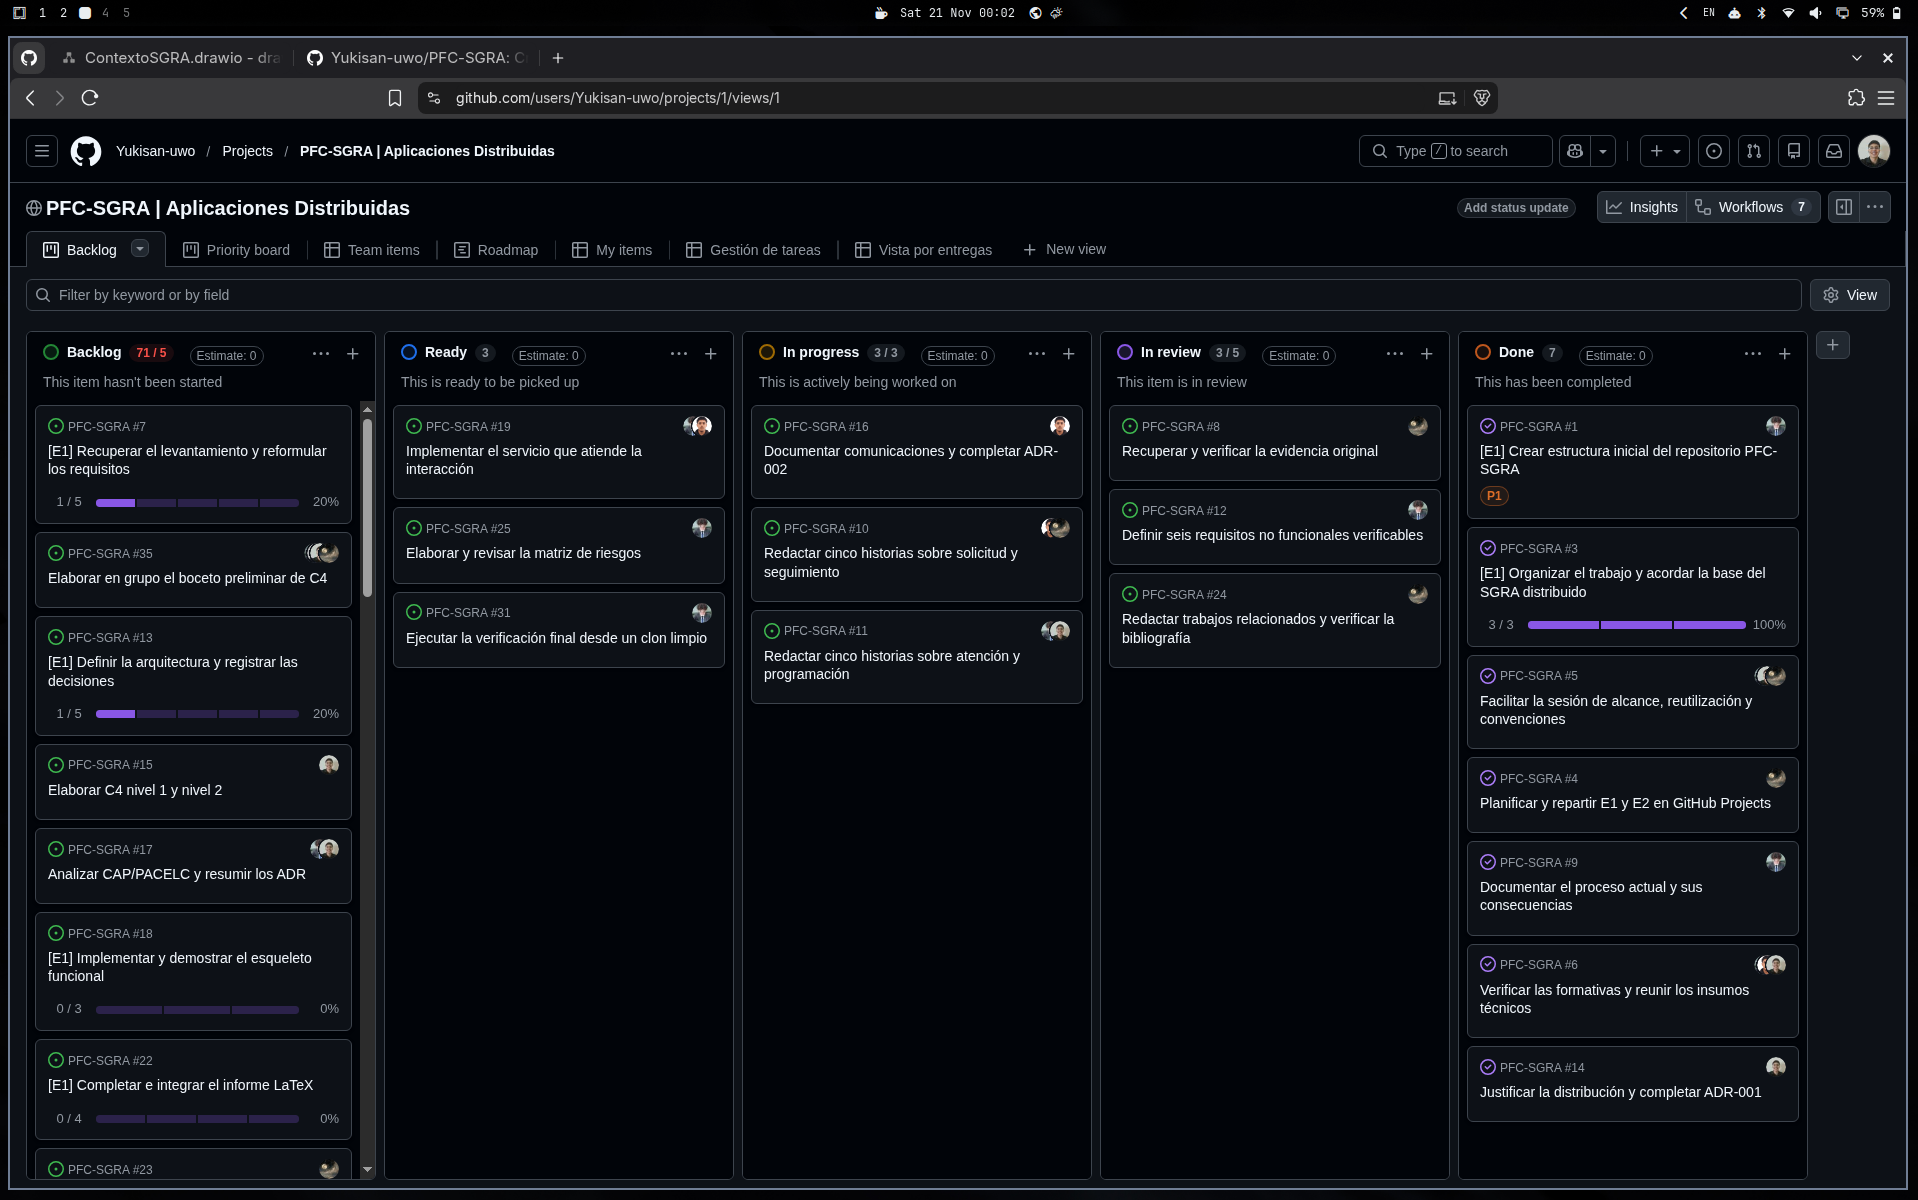 1 2 4 5
Sat 21 Nov 00:02
EN
59%
ContextoSGRA.drawio - dra
Yukisan-uwo/PFC-SGRA: C
github.com/users/Yukisan-uwo/projects/1/views/1
Yukisan-uwo / Projects / PFC-SGRA | Aplicaciones Distribuidas
Type / to search
PFC-SGRA | Aplicaciones Distribuidas
Add status update
Insights
Workflows 7
Backlog
Priority board
Team items
Roadmap
My items
Gestión de tareas
Vista por entregas
New view
Filter by keyword or by field
View
Backlog 71 / 5 Estimate: 0
This item hasn't been started
PFC-SGRA #7
[E1] Recuperar el levantamiento y reformular
los requisitos
1 / 5 20%
PFC-SGRA #35
Elaborar en grupo el boceto preliminar de C4
PFC-SGRA #13
[E1] Definir la arquitectura y registrar las
decisiones
1 / 5 20%
PFC-SGRA #15
Elaborar C4 nivel 1 y nivel 2
PFC-SGRA #17
Analizar CAP/PACELC y resumir los ADR
PFC-SGRA #18
[E1] Implementar y demostrar el esqueleto
funcional
0 / 3 0%
PFC-SGRA #22
[E1] Completar e integrar el informe LaTeX
0 / 4 0%
PFC-SGRA #23
Ready 3 Estimate: 0
This is ready to be picked up
PFC-SGRA #19
Implementar el servicio que atiende la
interacción
PFC-SGRA #25
Elaborar y revisar la matriz de riesgos
PFC-SGRA #31
Ejecutar la verificación final desde un clon limpio
In progress 3 / 3 Estimate: 0
This is actively being worked on
PFC-SGRA #16
Documentar comunicaciones y completar ADR-
002
PFC-SGRA #10
Redactar cinco historias sobre solicitud y
seguimiento
PFC-SGRA #11
Redactar cinco historias sobre atención y
programación
In review 3 / 5 Estimate: 0
This item is in review
PFC-SGRA #8
Recuperar y verificar la evidencia original
PFC-SGRA #12
Definir seis requisitos no funcionales verificables
PFC-SGRA #24
Redactar trabajos relacionados y verificar la
bibliografía
Done 7 Estimate: 0
This has been completed
PFC-SGRA #1
[E1] Crear estructura inicial del repositorio PFC-
SGRA
P1
PFC-SGRA #3
[E1] Organizar el trabajo y acordar la base del
SGRA distribuido
3 / 3 100%
PFC-SGRA #5
Facilitar la sesión de alcance, reutilización y
convenciones
PFC-SGRA #4
Planificar y repartir E1 y E2 en GitHub Projects
PFC-SGRA #9
Documentar el proceso actual y sus
consecuencias
PFC-SGRA #6
Verificar las formativas y reunir los insumos
técnicos
PFC-SGRA #14
Justificar la distribución y completar ADR-001